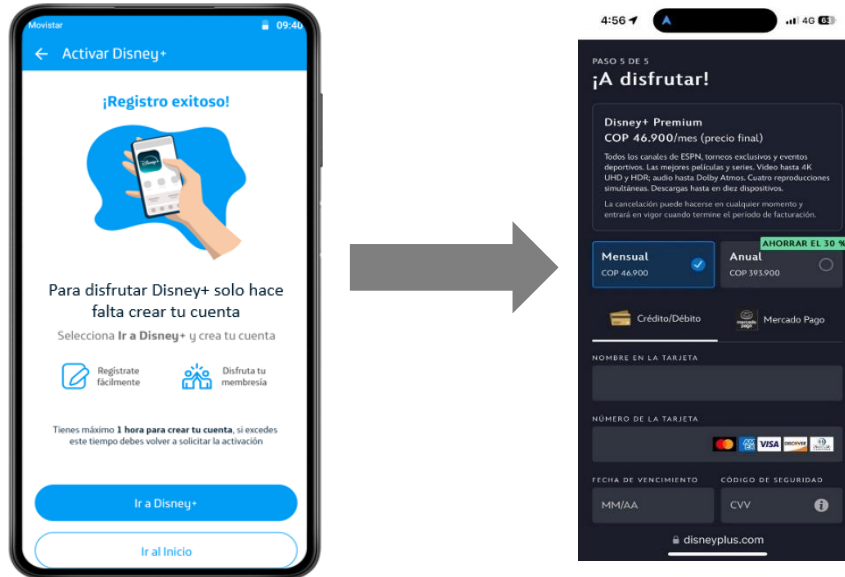 Movistar
09:40
Activar Disney+
¡Registro exitoso!
Disney+
Para disfrutar Disney+ solo hace
falta crear tu cuenta
Selecciona Ir a Disney+ y crea tu cuenta
Regístrate
fácilmente
Disfruta tu
membresía
Tienes máximo 1 hora para crear tu cuenta, si excedes
este tiempo debes volver a solicitar la activación
Ir a Disney+
Ir al Inicio
4:56
4G 63
PASO 5 DE 5
¡A disfrutar!
Disney+ Premium
COP 46.900/mes (precio final)
Todos los canales de ESPN, torneos exclusivos y eventos
deportivos. Las mejores películas y series. Video hasta 4K
UHD y HDR; audio hasta Dolby Atmos. Cuatro reproducciones
simultáneas. Descargas hasta en diez dispositivos.
La cancelación puede hacerse en cualquier momento y
entrará en vigor cuando termine el período de facturación.
AHORRAR EL 30 %
Mensual
COP 46.900
Anual
COP 393.900
Crédito/Débito
mercado
pago
Mercado Pago
NOMBRE EN LA TARJETA
NÚMERO DE LA TARJETA
VISA
DISCOVER
FECHA DE VENCIMIENTO
CÓDIGO DE SEGURIDAD
MM/AA
CVV
disneyplus.com